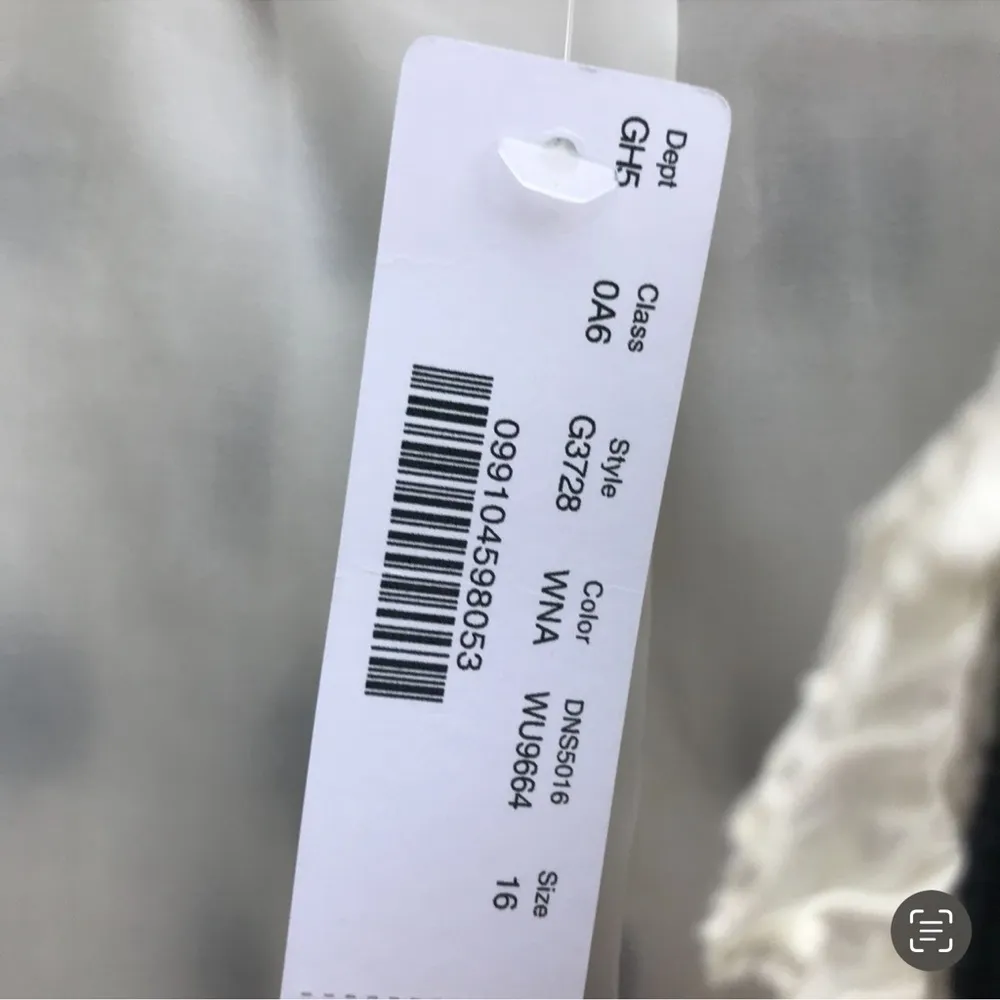 Dept Class Style Color DNS5016 Size
GH5 0A6 G3728 WNA WU9664 16
099104598053